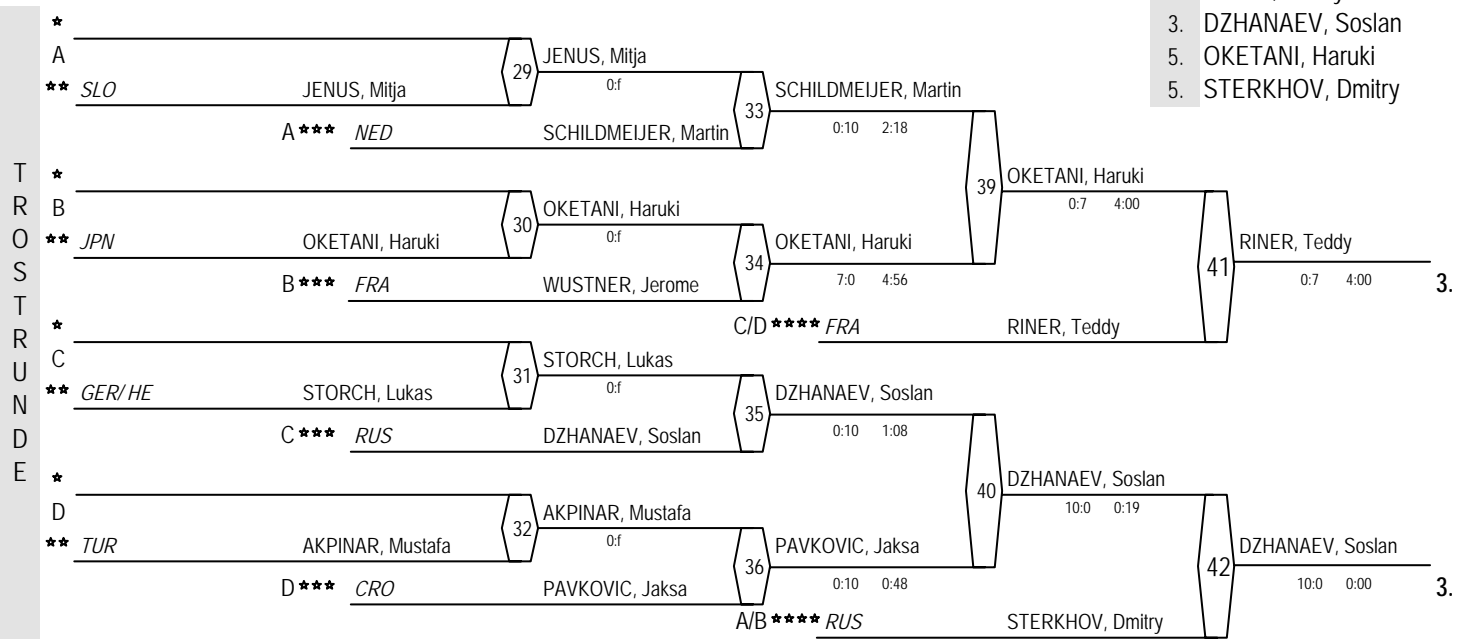 3. DZHANAEV, Soslan
5. OKETANI, Haruki
5. STERKHOV, Dmitry
TROSTRUNDE
*
A
** SLO JENUS, Mitja
29
JENUS, Mitja
0:f
A *** NED SCHILDMEIJER, Martin
33
SCHILDMEIJER, Martin
0:10 2:18
*
B
** JPN OKETANI, Haruki
30
OKETANI, Haruki
0:f
B *** FRA WUSTNER, Jerome
34
OKETANI, Haruki
7:0 4:56
39
OKETANI, Haruki
0:7 4:00
C/D **** FRA RINER, Teddy
41
RINER, Teddy
0:7 4:00
3.
*
C
** GER/HE STORCH, Lukas
31
STORCH, Lukas
0:f
C *** RUS DZHANAEV, Soslan
35
DZHANAEV, Soslan
0:10 1:08
*
D
** TUR AKPINAR, Mustafa
32
AKPINAR, Mustafa
0:f
D *** CRO PAVKOVIC, Jaksa
36
PAVKOVIC, Jaksa
0:10 0:48
40
DZHANAEV, Soslan
10:0 0:19
A/B **** RUS STERKHOV, Dmitry
42
DZHANAEV, Soslan
10:0 0:00
3.